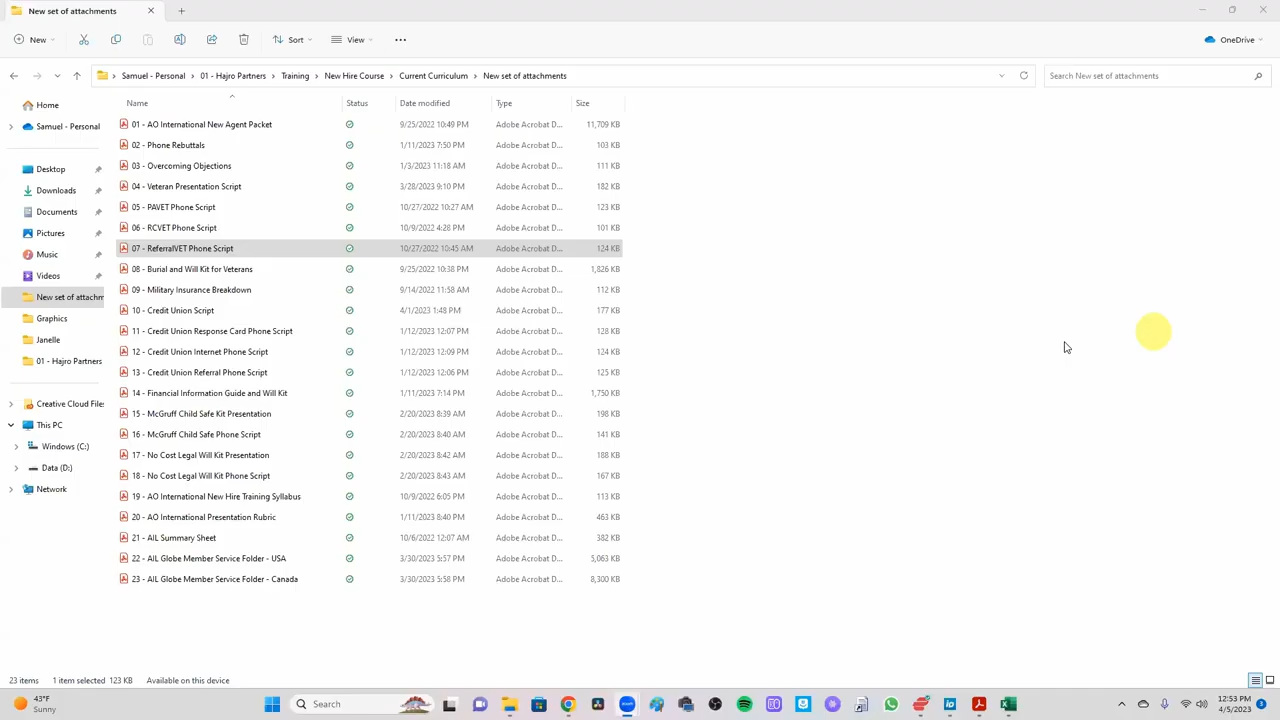 New set of attachments
New
Sort
View
OneDrive
Samuel - Personal
01 - Hajro Partners
Training
New Hire Course
Current Curriculum
New set of attachments
Search New set of attachments
Name Status Date modified Type Size
Home
Samuel - Personal
Desktop
Downloads
Documents
Pictures
Music
Videos
New set of attachm
Graphics
Janelle
01 - Hajro Partners
Creative Cloud Files
This PC
Windows (C:)
Data (D:)
Network
01 - AO International New Agent Packet 9/25/2022 10:49 PM Adobe Acrobat D... 11,709 KB
02 - Phone Rebuttals 1/11/2023 7:50 PM Adobe Acrobat D... 103 KB
03 - Overcoming Objections 1/3/2023 11:18 AM Adobe Acrobat D... 111 KB
04 - Veteran Presentation Script 3/28/2023 9:10 PM Adobe Acrobat D... 182 KB
05 - PAVET Phone Script 10/27/2022 10:27 AM Adobe Acrobat D... 123 KB
06 - RCVET Phone Script 10/9/2022 4:28 PM Adobe Acrobat D... 101 KB
07 - ReferralVET Phone Script 10/27/2022 10:45 AM Adobe Acrobat D... 124 KB
08 - Burial and Will Kit for Veterans 9/25/2022 10:38 PM Adobe Acrobat D... 1,826 KB
09 - Military Insurance Breakdown 9/14/2022 11:58 AM Adobe Acrobat D... 112 KB
10 - Credit Union Script 4/1/2023 1:48 PM Adobe Acrobat D... 177 KB
11 - Credit Union Response Card Phone Script 1/12/2023 12:07 PM Adobe Acrobat D... 128 KB
12 - Credit Union Internet Phone Script 1/12/2023 12:09 PM Adobe Acrobat D... 124 KB
13 - Credit Union Referral Phone Script 1/12/2023 12:06 PM Adobe Acrobat D... 125 KB
14 - Financial Information Guide and Will Kit 1/11/2023 7:14 PM Adobe Acrobat D... 1,750 KB
15 - McGruff Child Safe Kit Presentation 2/20/2023 8:39 AM Adobe Acrobat D... 198 KB
16 - McGruff Child Safe Phone Script 2/20/2023 8:40 AM Adobe Acrobat D... 141 KB
17 - No Cost Legal Will Kit Presentation 2/20/2023 8:42 AM Adobe Acrobat D... 188 KB
18 - No Cost Legal Will Kit Phone Script 2/20/2023 8:43 AM Adobe Acrobat D... 167 KB
19 - AO International New Hire Training Syllabus 10/9/2022 6:05 PM Adobe Acrobat D... 113 KB
20 - AO International Presentation Rubric 1/11/2023 8:40 PM Adobe Acrobat D... 463 KB
21 - AIL Summary Sheet 10/6/2022 12:07 AM Adobe Acrobat D... 382 KB
22 - AIL Globe Member Service Folder - USA 3/30/2023 5:57 PM Adobe Acrobat D... 5,063 KB
23 - AIL Globe Member Service Folder - Canada 3/30/2023 5:58 PM Adobe Acrobat D... 8,300 KB
23 items 1 item selected 123 KB Available on this device
43°F
Sunny
Search
zoom
12:53 PM
4/5/2023